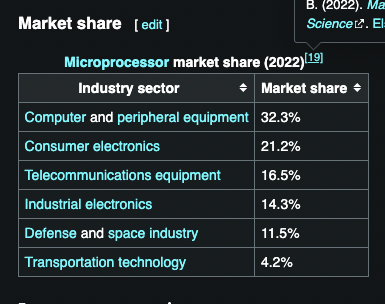 B. (2022). Ma
Science. El
Market share [ edit ]
Microprocessor market share (2022)[19]
Industry sector Market share
Computer and peripheral equipment 32.3%
Consumer electronics 21.2%
Telecommunications equipment 16.5%
Industrial electronics 14.3%
Defense and space industry 11.5%
Transportation technology 4.2%